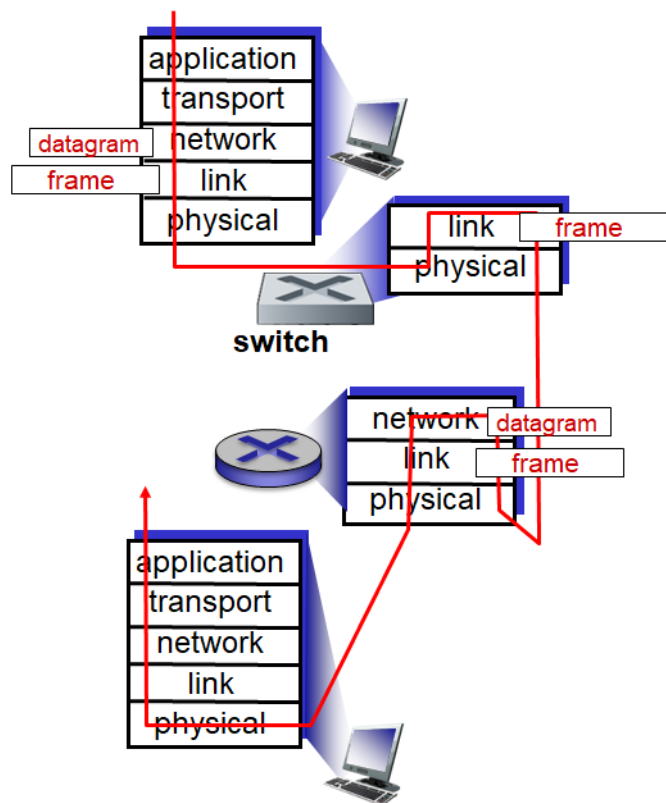 application
transport
datagram network
frame link
physical
link frame
physical
switch
network datagram
link frame
physical
application
transport
network
link
physical